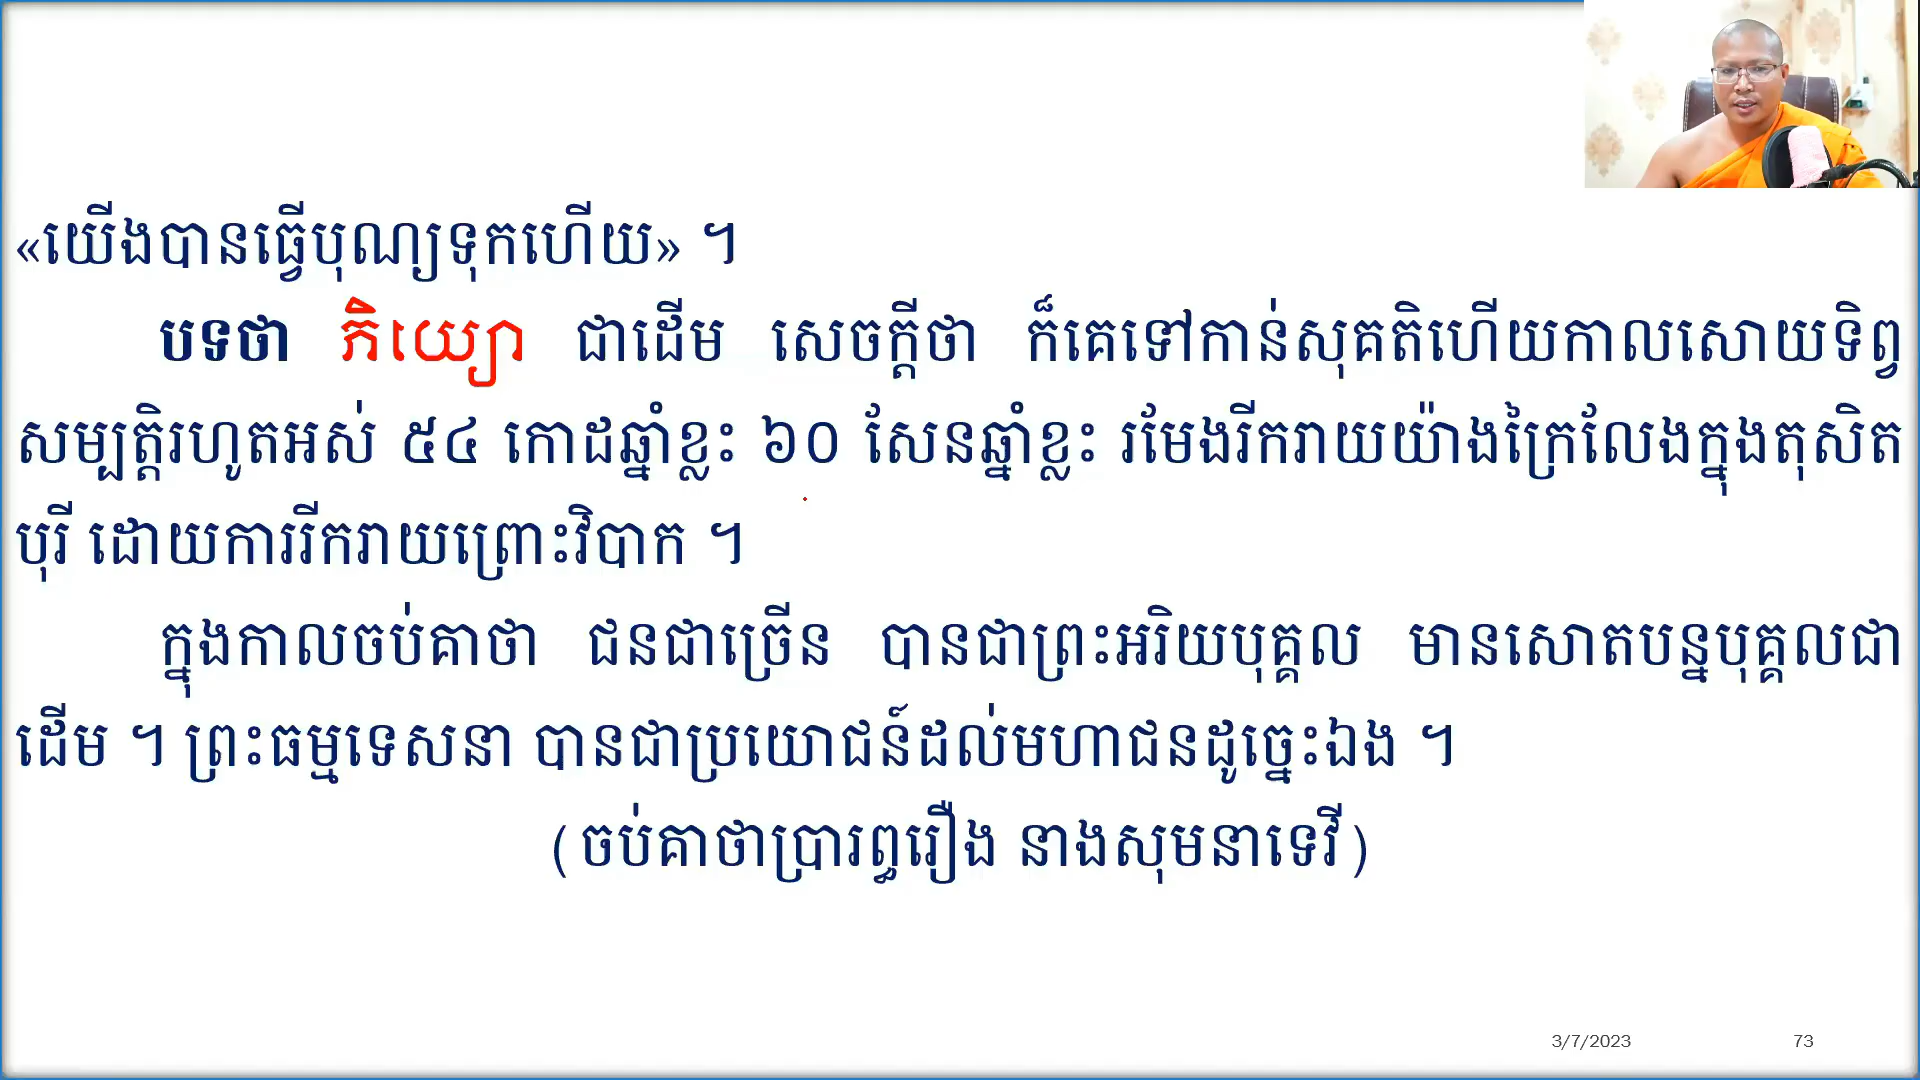 «យើងបានធ្វើបុណ្យទុកហើយ» ។
បទថា ភិយ្យោ ជាដើម សេចក្ដីថា ក៏គេទៅកាន់សុគតិហើយកាលសោយទិព្វ
សម្បត្តិរហូតអស់ ៥៤ កោដឆ្នាំខ្លះ ៦០ សែនឆ្នាំខ្លះ រមែងរីករាយយ៉ាងក្រៃលែងក្នុងតុសិត
បុរី ដោយការរីករាយព្រោះវិបាក ។
ក្នុងកាលចប់គាថា ជនជាច្រើន បានជាព្រះអរិយបុគ្គល មានសោតបន្នបុគ្គលជា
ដើម ។ ព្រះធម្មទេសនា បានជាប្រយោជន៍ដល់មហាជនដូច្នេះឯង ។
(ចប់គាថាប្រារព្ធរឿង នាងសុមនាទេវី)
3/7/2023 73